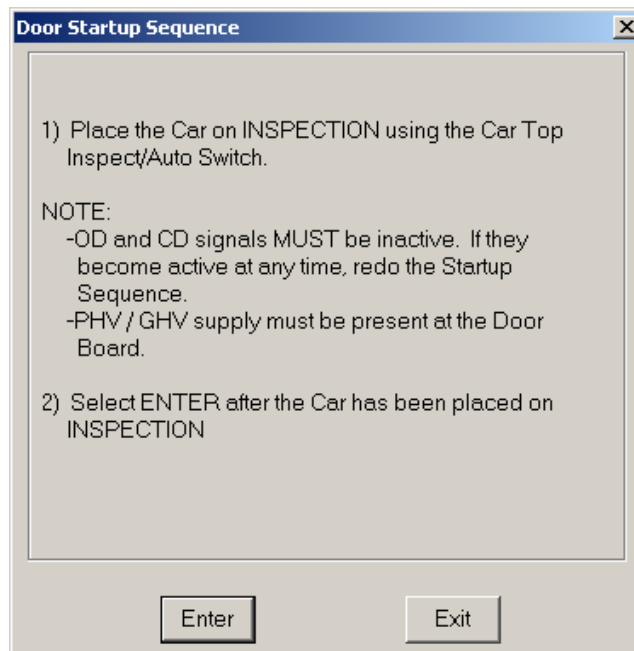 Door Startup Sequence
1) Place the Car on INSPECTION using the Car Top
Inspect/Auto Switch.
NOTE:
-OD and CD signals MUST be inactive. If they
become active at any time, redo the Startup
Sequence.
-PHV / GHV supply must be present at the Door
Board.
2) Select ENTER after the Car has been placed on
INSPECTION
Enter
Exit